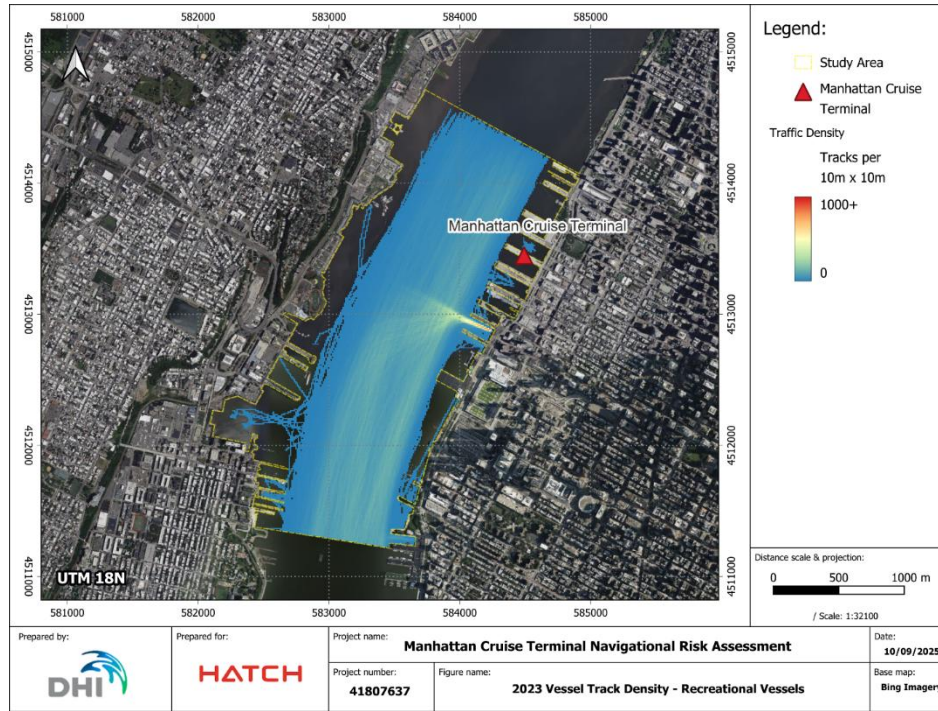 581000 582000 583000 584000 585000
4515000 4515000
4514000 4514000
4513000 4513000
4512000 4512000
4511000 4511000
Manhattan Cruise Terminal
UTM 18N
581000 582000 583000 584000 585000
Legend:
Study Area
Manhattan Cruise
Terminal
Traffic Density
Tracks per
10m x 10m
1000+
0
Distance scale & projection:
0 500 1000 m
/ Scale: 1:32100
Prepared by:
DHI
Prepared for:
HATCH
Project name:
Manhattan Cruise Terminal Navigational Risk Assessment
Date:
10/09/2025
Project number:
41807637
Figure name:
2023 Vessel Track Density - Recreational Vessels
Base map:
Bing Imagery